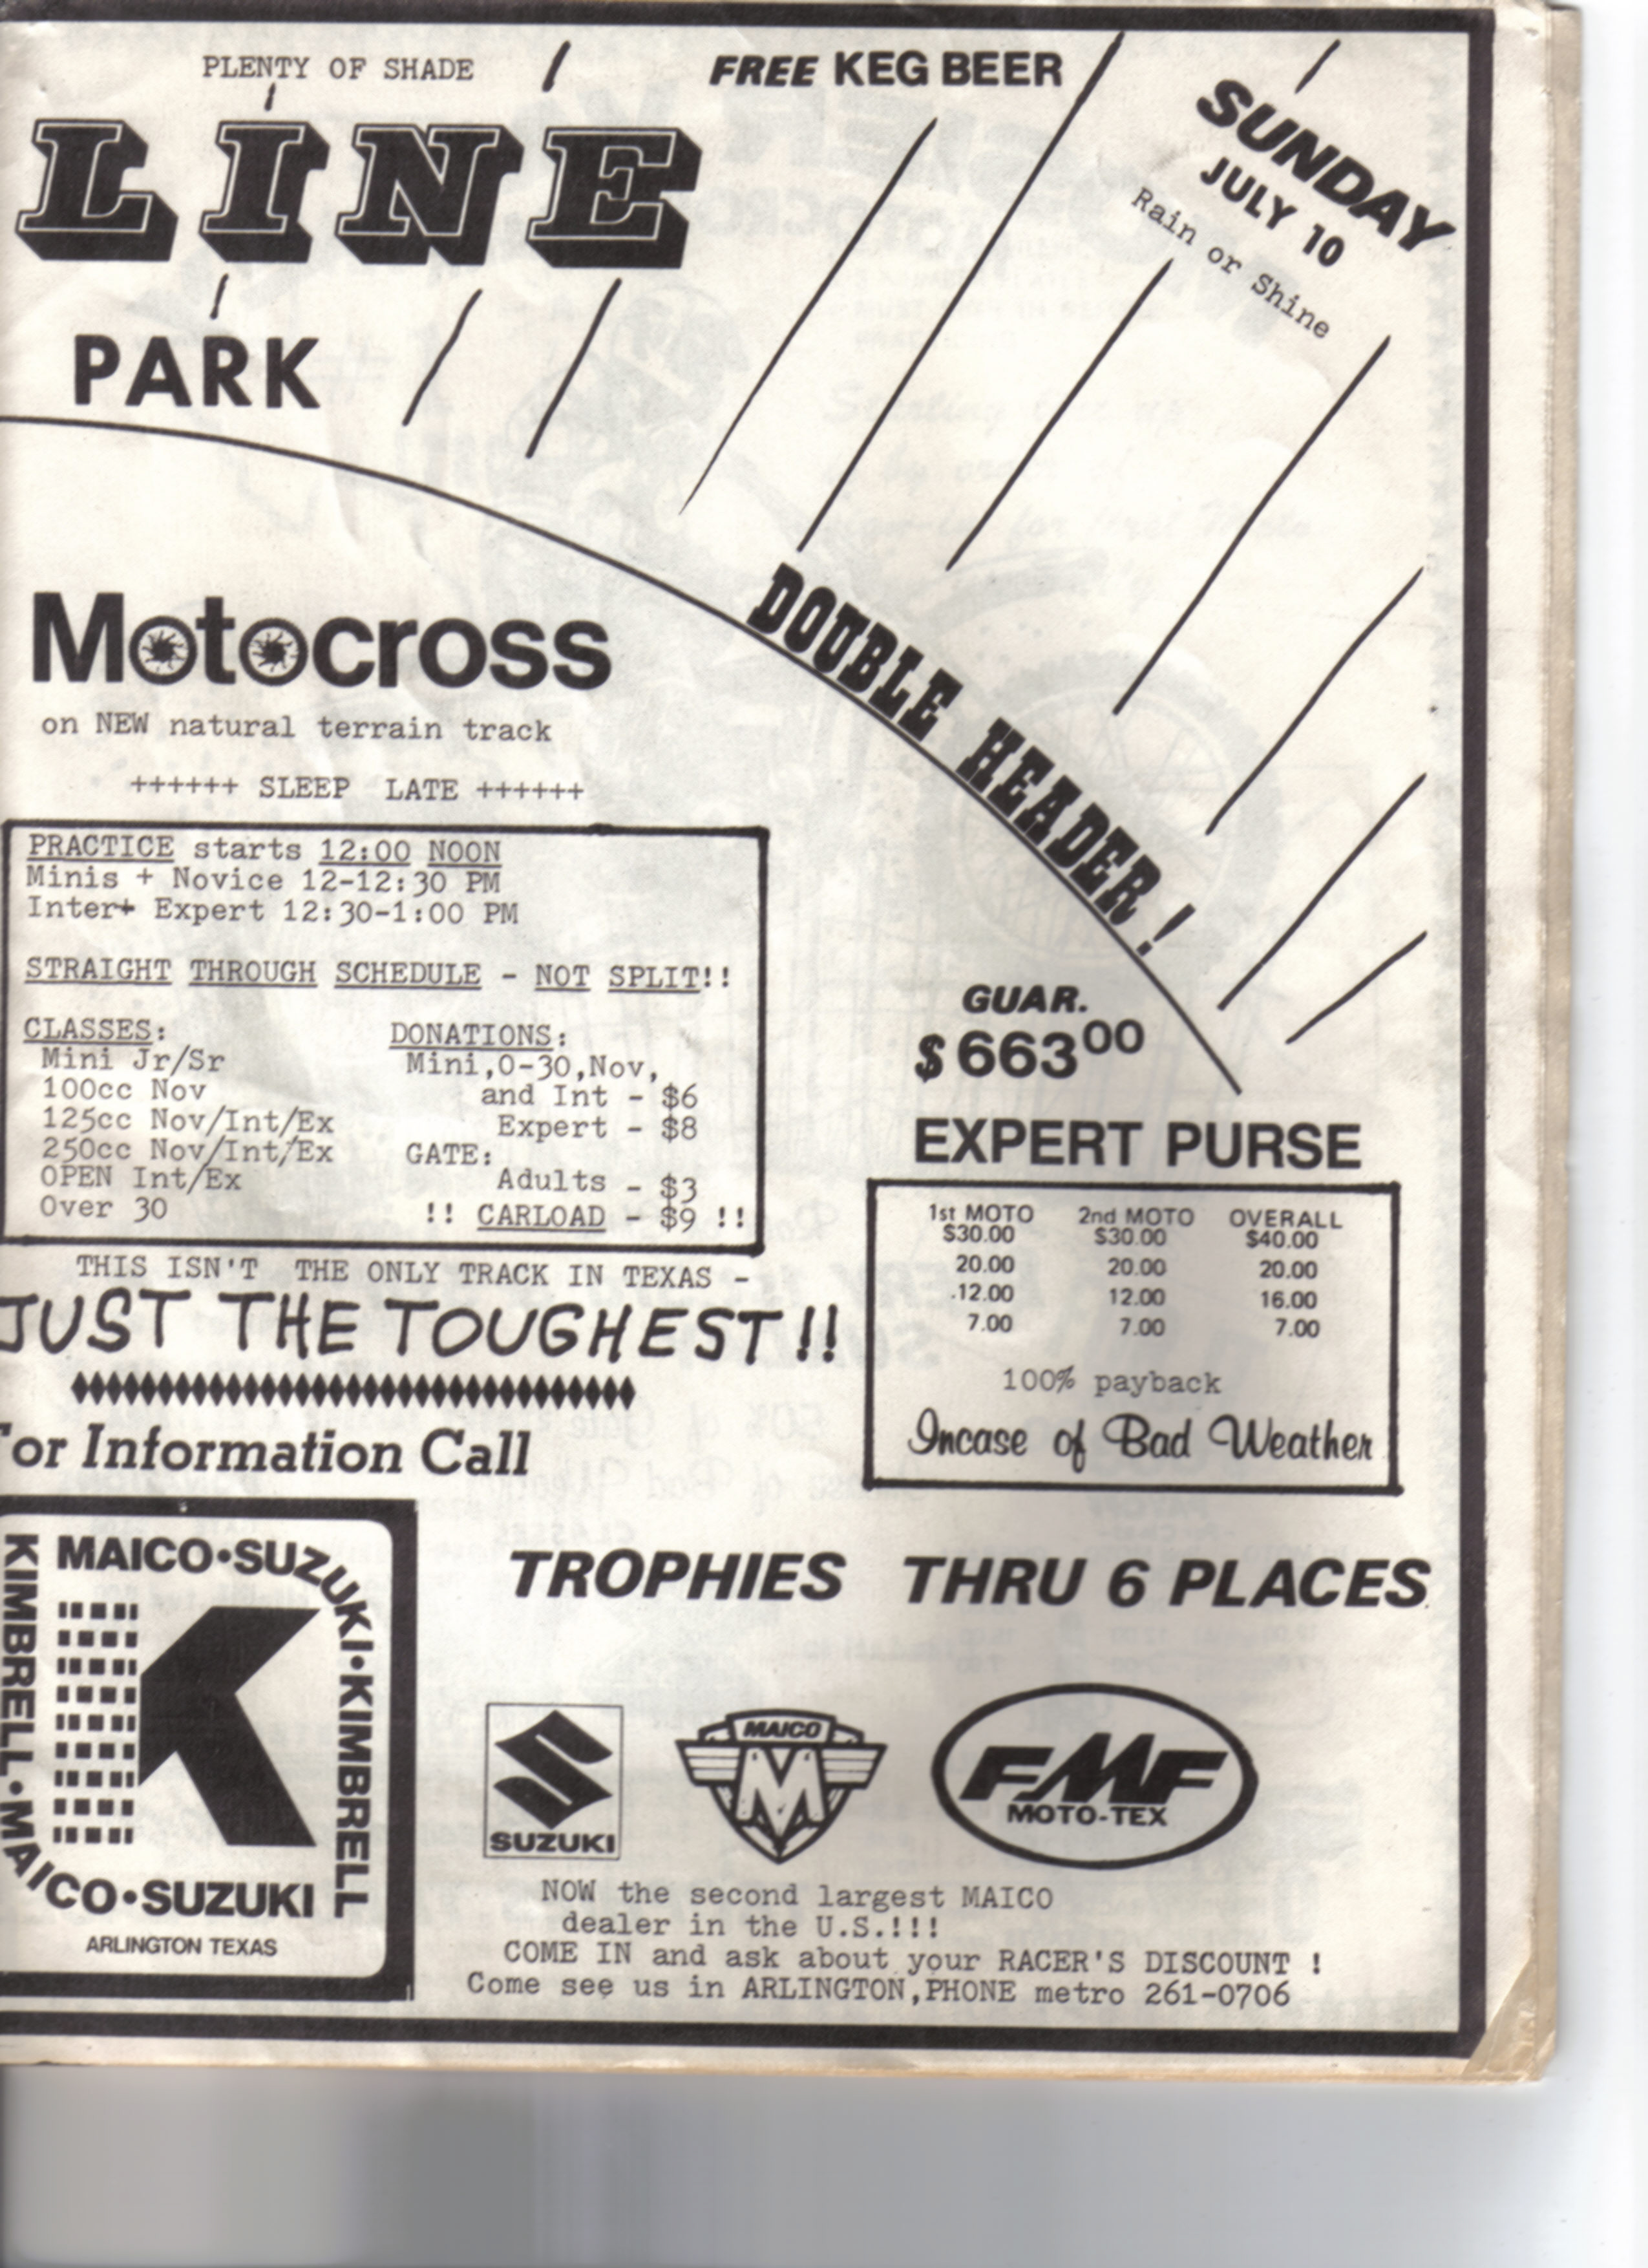 PLENTY OF SHADE
FREE KEG BEER
SUNDAY
JULY 10
Rain or Shine
LINE
PARK
DOUBLE HEADER!
Motocross
on NEW natural terrain track
++++++ SLEEP LATE ++++++
PRACTICE starts 12:00 NOON
Minis + Novice 12-12:30 PM
Inter+ Expert 12:30-1:00 PM
STRAIGHT THROUGH SCHEDULE - NOT SPLIT!!
CLASSES:
Mini Jr/Sr
100cc Nov
125cc Nov/Int/Ex
250cc Nov/Int/Ex
OPEN Int/Ex
Over 30
DONATIONS:
Mini,0-30,Nov,
and Int - $6
Expert - $8
GATE:
Adults - $3
!! CARLOAD - $9 !!
GUAR.
$66300
EXPERT PURSE
1st MOTO 2nd MOTO OVERALL
$30.00 $30.00 $40.00
20.00 20.00 20.00
.12.00 12.00 16.00
7.00 7.00 7.00
100% payback
Incase of Bad Weather
THIS ISN'T THE ONLY TRACK IN TEXAS -
JUST THE TOUGHEST!!
or Information Call
MAICO•SUZUKI•KIMBRELL
KIMBRELL•MAICO•SUZUKI
K
ARLINGTON TEXAS
TROPHIES THRU 6 PLACES
SUZUKI
MAICO
M
FMF
MOTO-TEX
NOW the second largest MAICO
dealer in the U.S.!!!
COME IN and ask about your RACER'S DISCOUNT !
Come see us in ARLINGTON,PHONE metro 261-0706